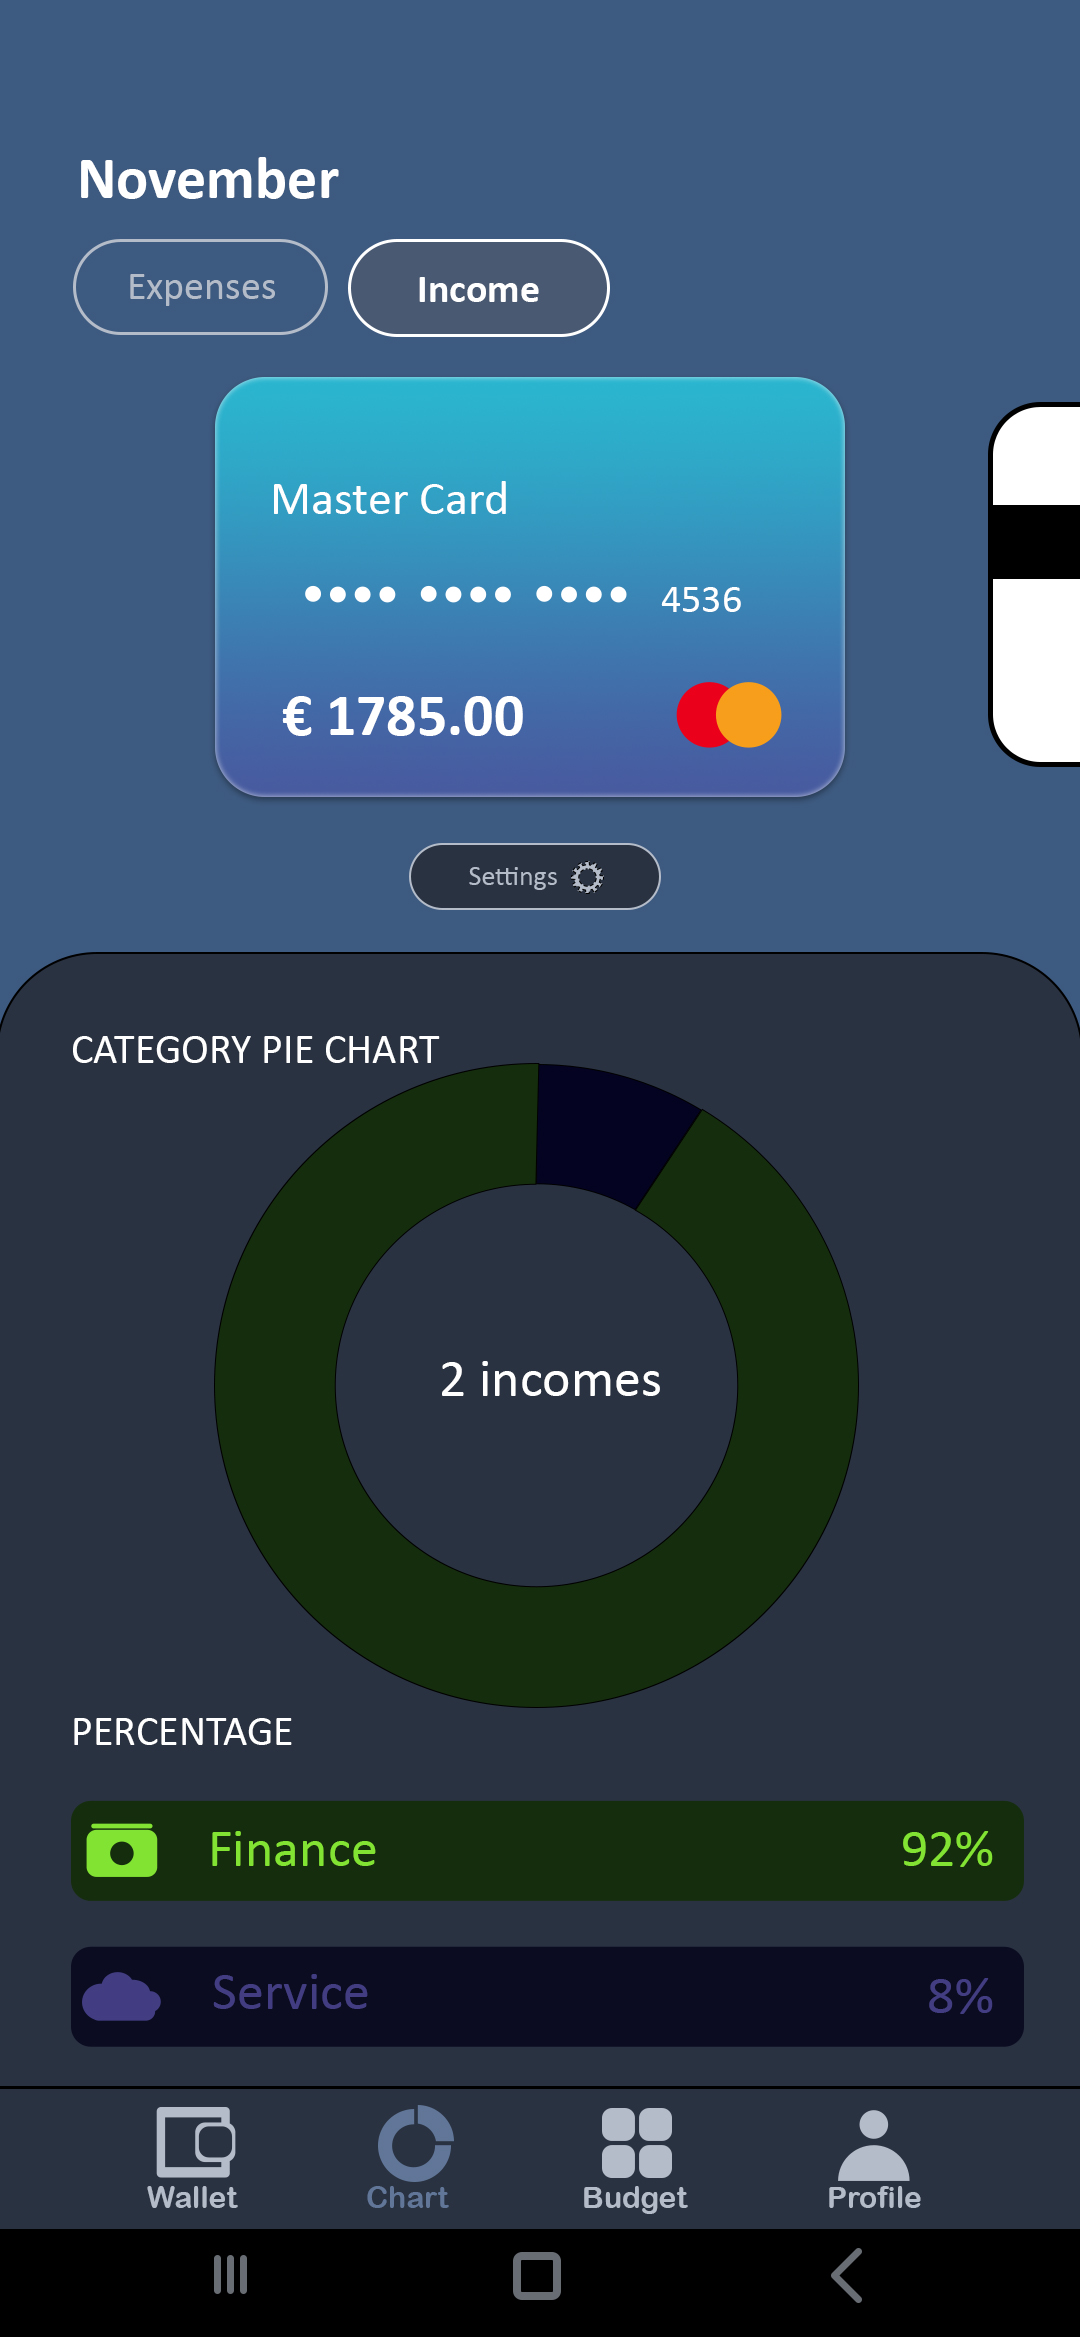 November
Expenses
Income
Master Card
•••• •••• •••• 4536
€ 1785.00
Settings
CATEGORY PIE CHART
2 incomes
PERCENTAGE
Finance 92%
Service 8%
Wallet Chart Budget Profile